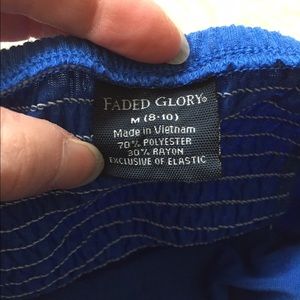 FADED GLORY®
M (8-10)
Made in Vietnam
70% POLYESTER
30% RAYON
EXCLUSIVE OF ELASTIC